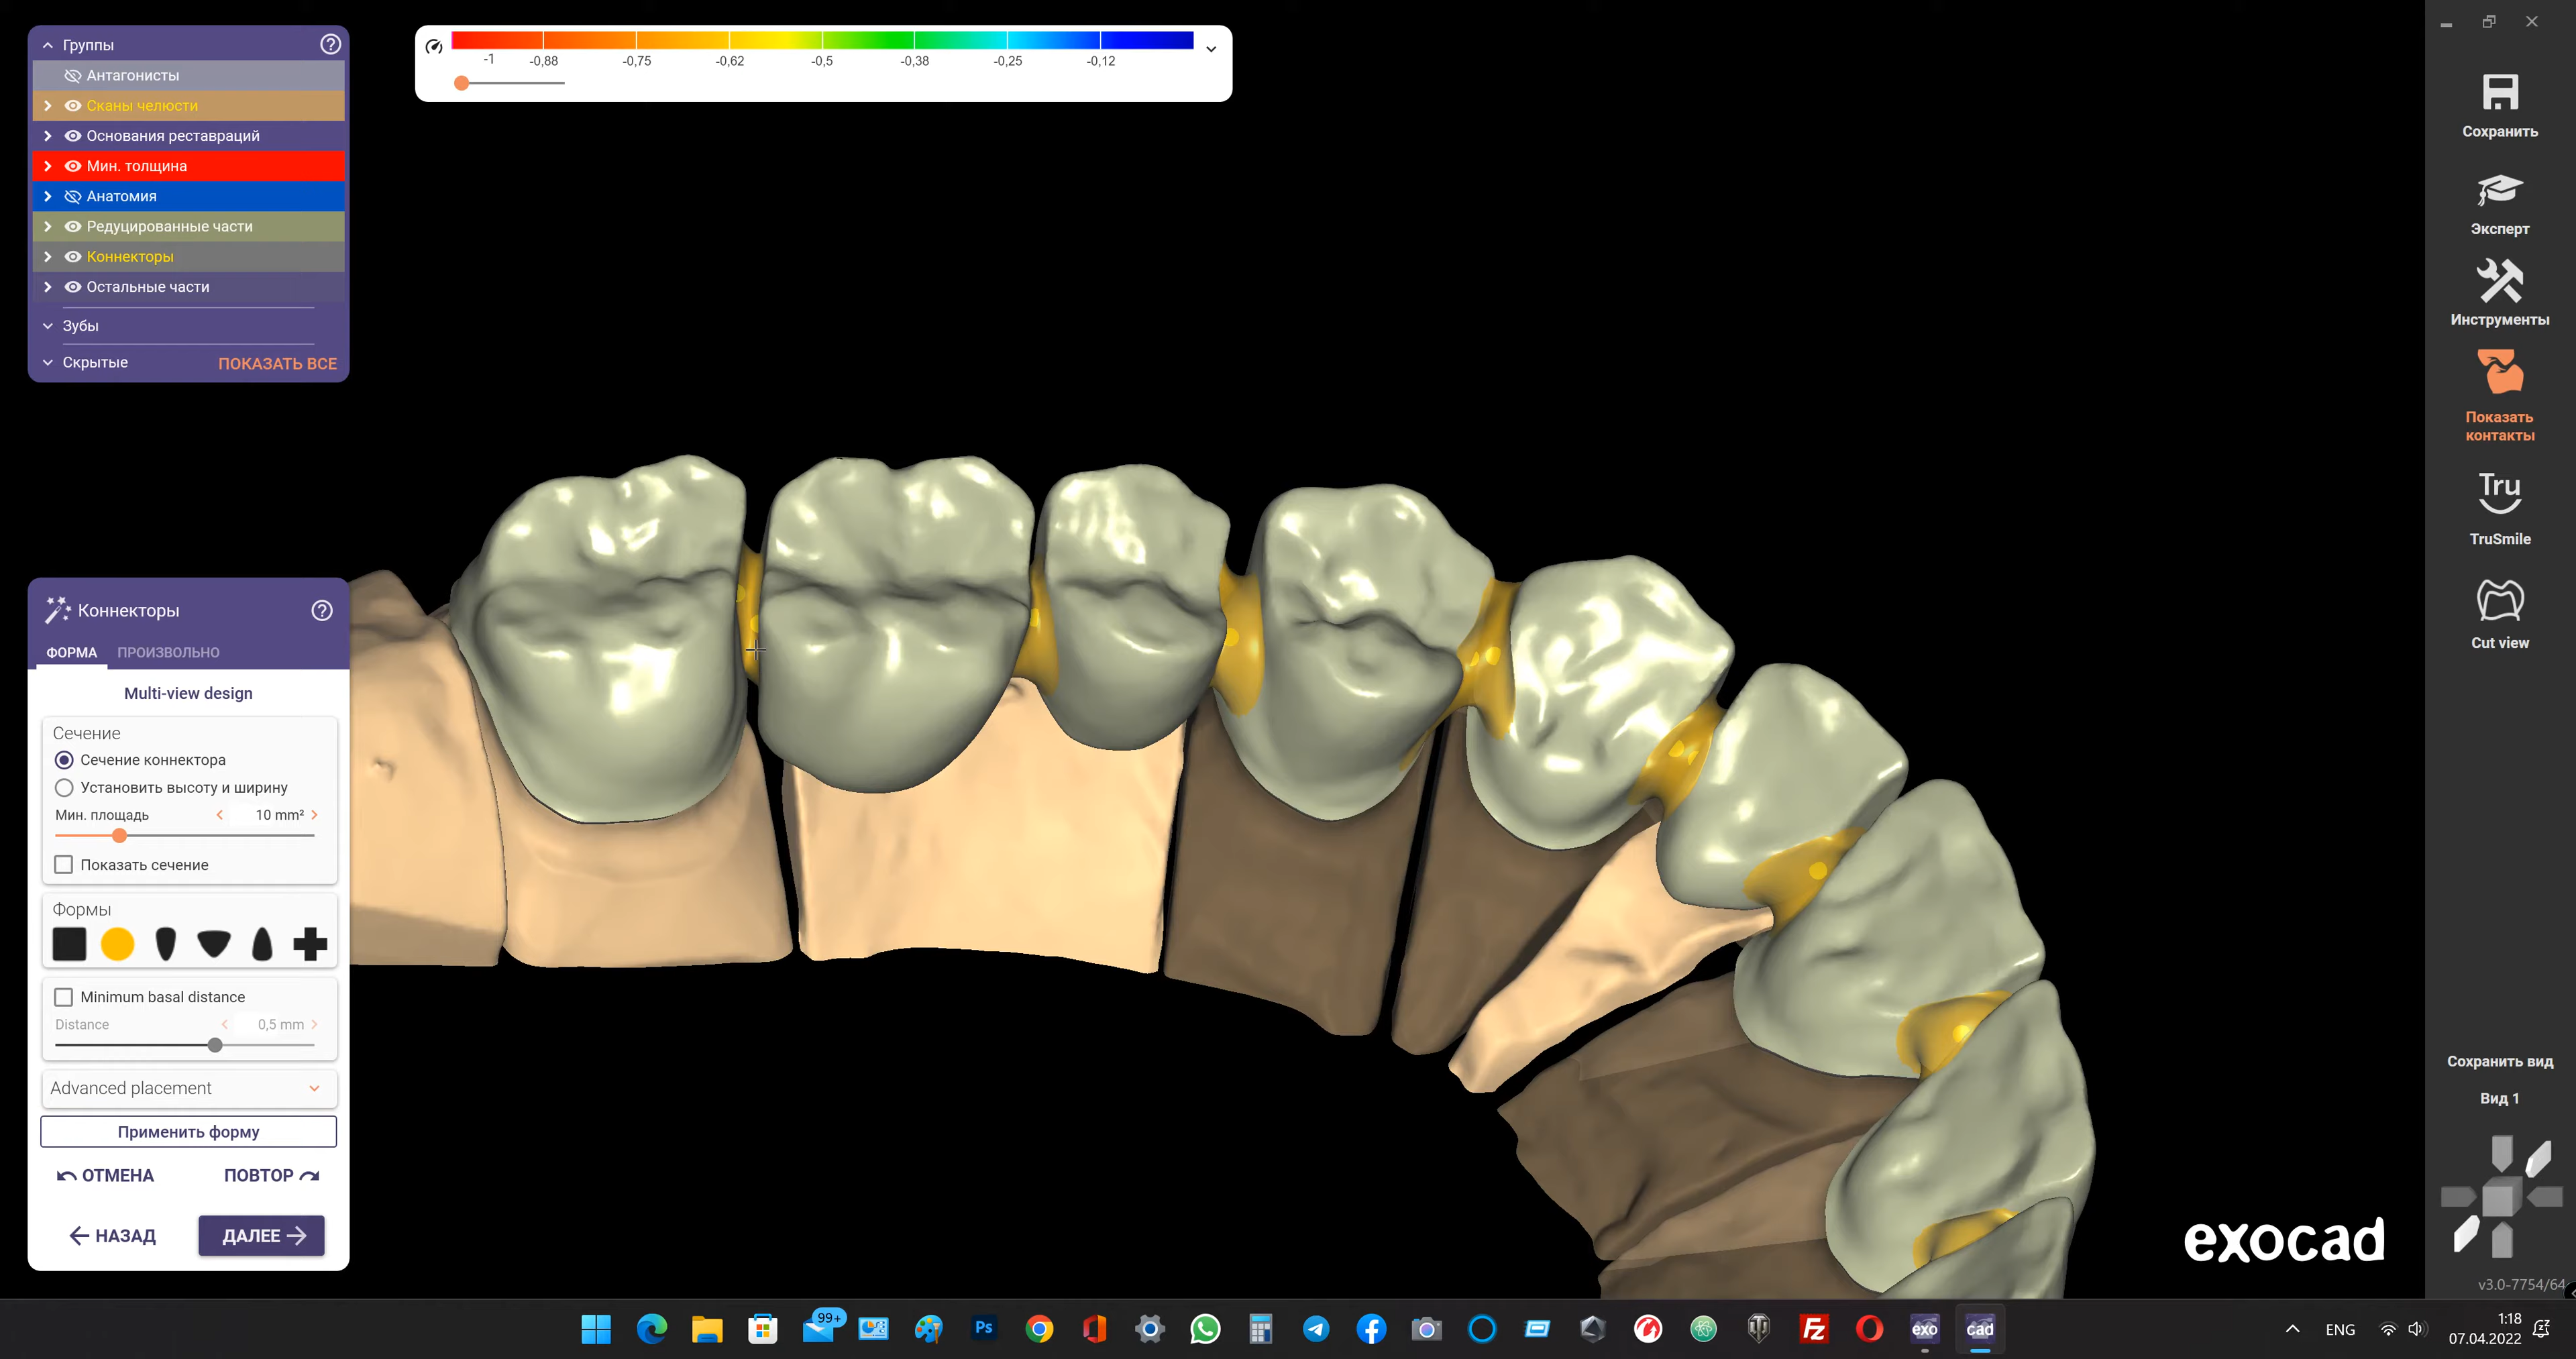 Группы
Антагонисты
Сканы челюсти
Основания реставраций
Мин. толщина
Анатомия
Редуцированные части
Коннекторы
Остальные части
Зубы
Скрытые ПОКАЗАТЬ ВСЕ
-1 -0,88 -0,75 -0,62 -0,5 -0,38 -0,25 -0,12
Коннекторы
ФОРМА ПРОИЗВОЛЬНО
Multi-view design
Сечение
Сечение коннектора
Установить высоту и ширину
Мин. площадь 10 mm²
Показать сечение
Формы
Minimum basal distance
Distance 0,5 mm
Advanced placement
Применить форму
ОТМЕНА ПОВТОР
НАЗАД ДАЛЕЕ
Сохранить
Эксперт
Инструменты
Показать
контакты
Tru
TruSmile
Cut view
Сохранить вид
Вид 1
exocad
v3.0-7754/64
99+
Ps
Fz
exo
cad
ENG
1:18
07.04.2022